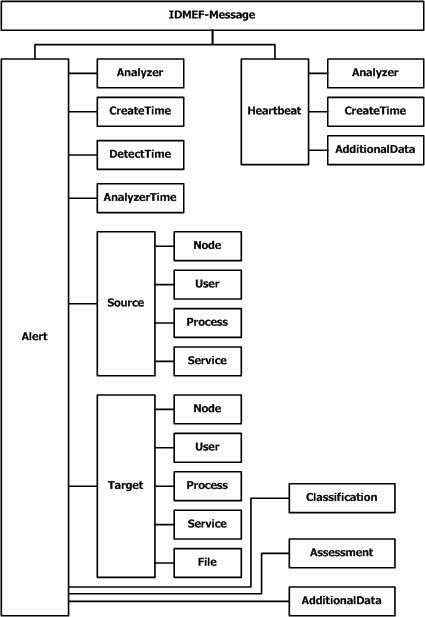 IDMEF-Message
Alert
Analyzer
CreateTime
DetectTime
AnalyzerTime
Source
Node
User
Process
Service
Target
Node
User
Process
Service
File
Classification
Assessment
AdditionalData
Heartbeat
Analyzer
CreateTime
AdditionalData